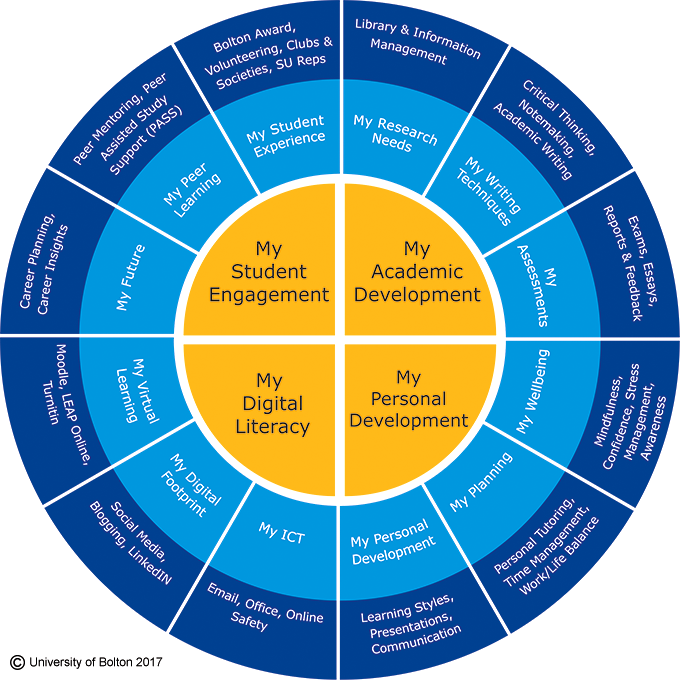 Bolton Award,
Volunteering, Clubs &
Societies, SU Reps
Library & Information
Management
Critical Thinking,
Notemaking,
Academic Writing
Exams, Essays,
Reports & Feedback
Mindfulness,
Confidence, Stress
Management,
Awareness
Personal Tutoring,
Time Management,
Work/Life Balance
Learning Styles,
Presentations,
Communication
Email, Office, Online
Safety
Social Media,
Blogging, LinkedIN
Moodle, LEAP Online,
Turnitin
Career Planning,
Career Insights
Peer Mentoring, Peer
Assisted Study
Support (PASS)
My Student
Experience
My Research
Needs
My Writing
Techniques
My
Assessments
My Wellbeing
My Planning
My Personal
Development
My ICT
My Digital
Footprint
My Virtual
Learning
My Future
My Peer
Learning
My
Student
Engagement
My
Academic
Development
My
Digital
Literacy
My
Personal
Development
© University of Bolton 2017